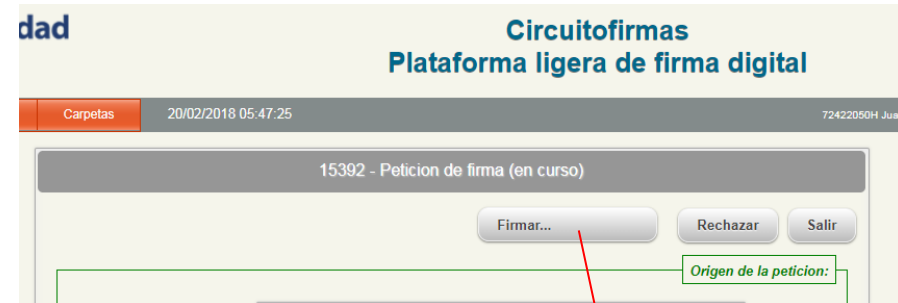 dad
Circuitofirmas
Plataforma ligera de firma digital
Carpetas 20/02/2018 05:47:25 72422050H Jua
15392 - Peticion de firma (en curso)
Firmar... Rechazar Salir
Origen de la peticion: